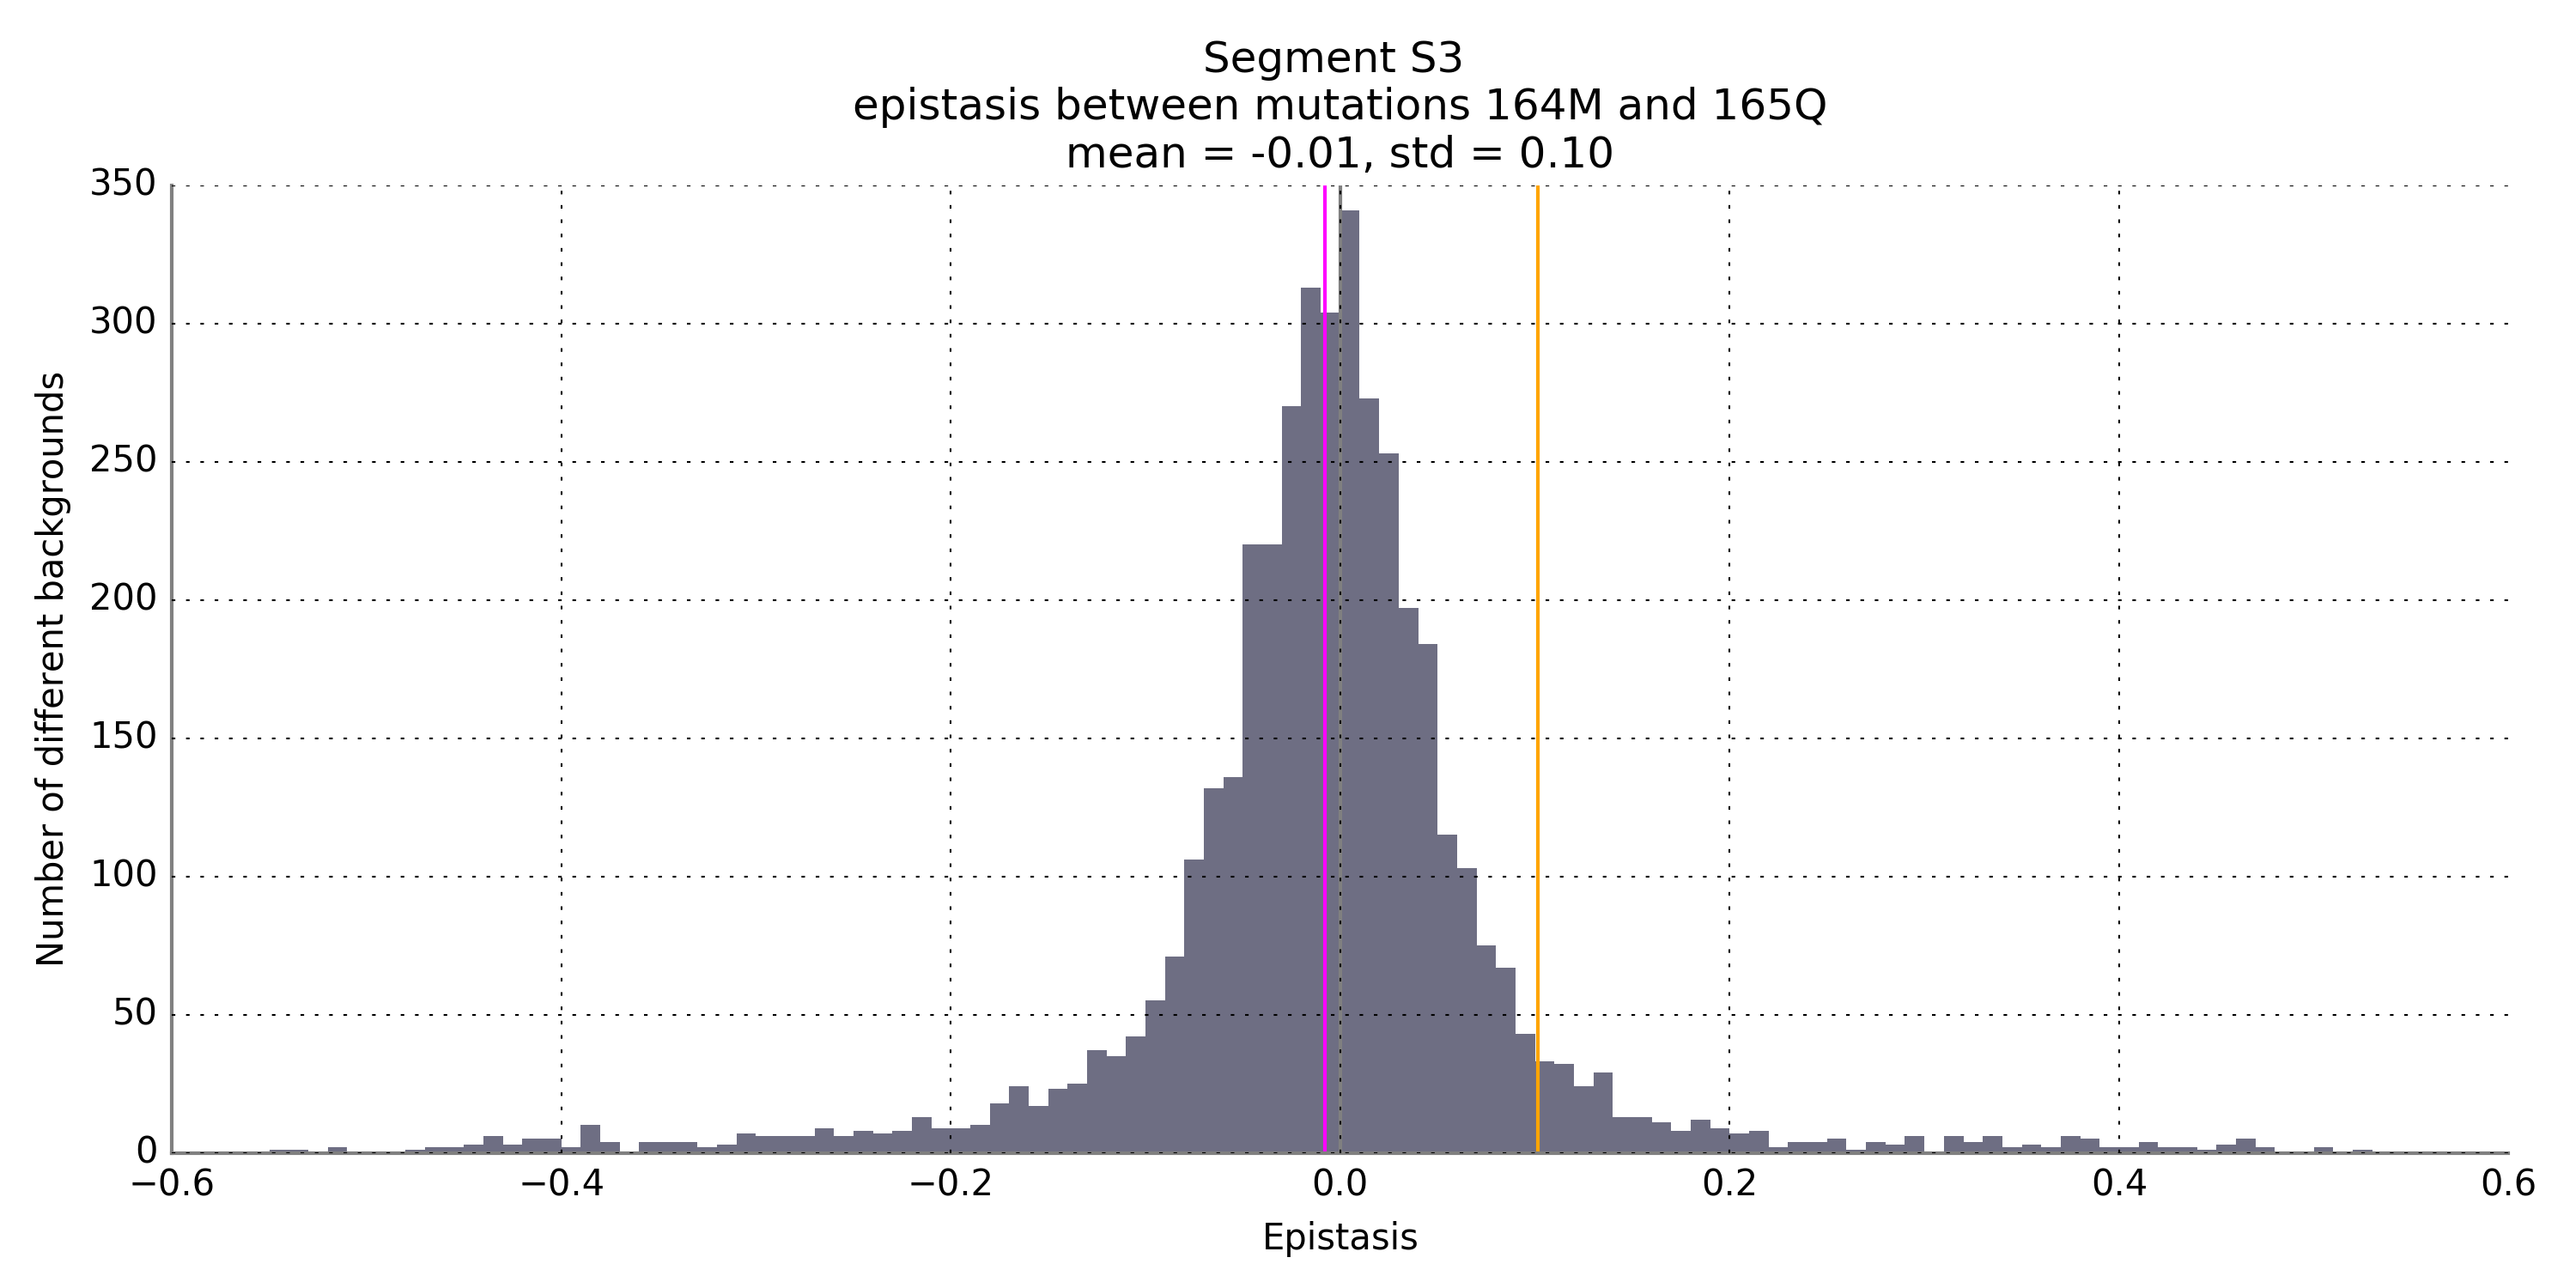 Segment S3
epistasis between mutations 164M and 165Q
mean = -0.01, std = 0.10
350
300
250
200
150
100
50
0
Number of different backgrounds
−0.6 −0.4 −0.2 0.0 0.2 0.4 0.6
Epistasis